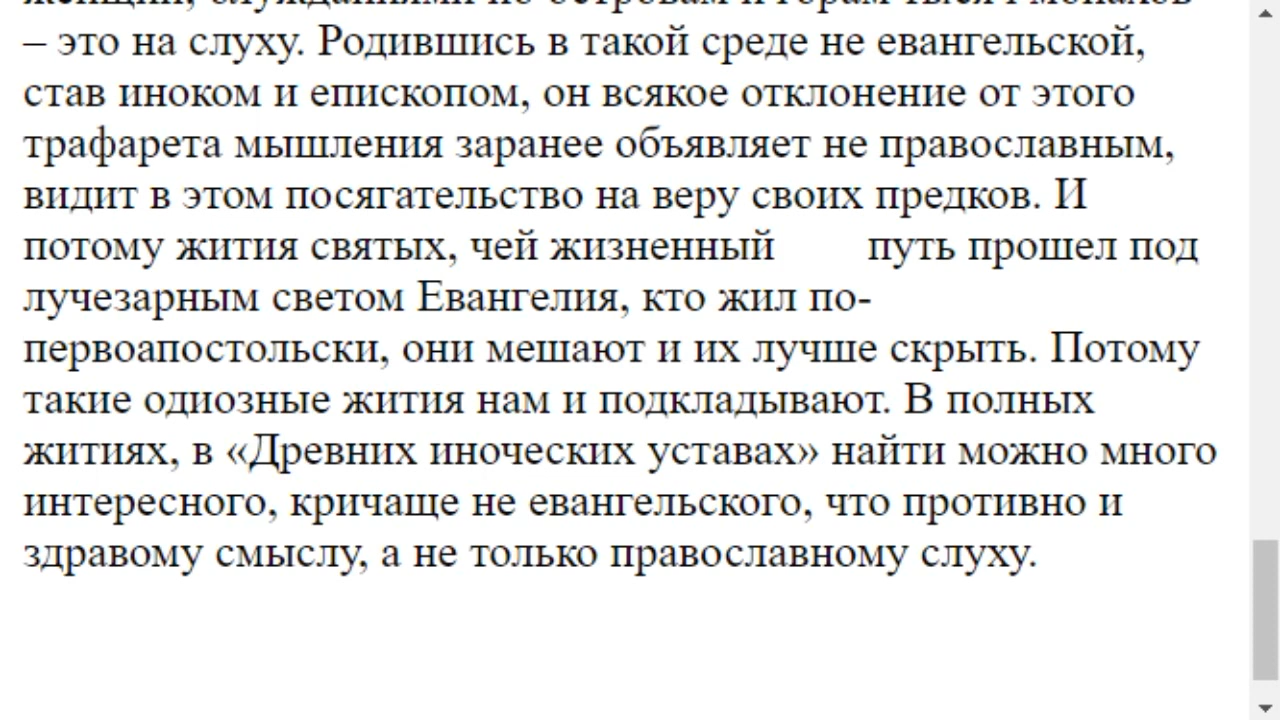 – это на слуху. Родившись в такой среде не евангельской,
став иноком и епископом, он всякое отклонение от этого
трафарета мышления заранее объявляет не православным,
видит в этом посягательство на веру своих предков. И
потому жития святых, чей жизненный путь прошел под
лучезарным светом Евангелия, кто жил по-
первоапостольски, они мешают и их лучше скрыть. Потому
такие одиозные жития нам и подкладывают. В полных
житиях, в «Древних иноческих уставах» найти можно много
интересного, кричаще не евангельского, что противно и
здравому смыслу, а не только православному слуху.